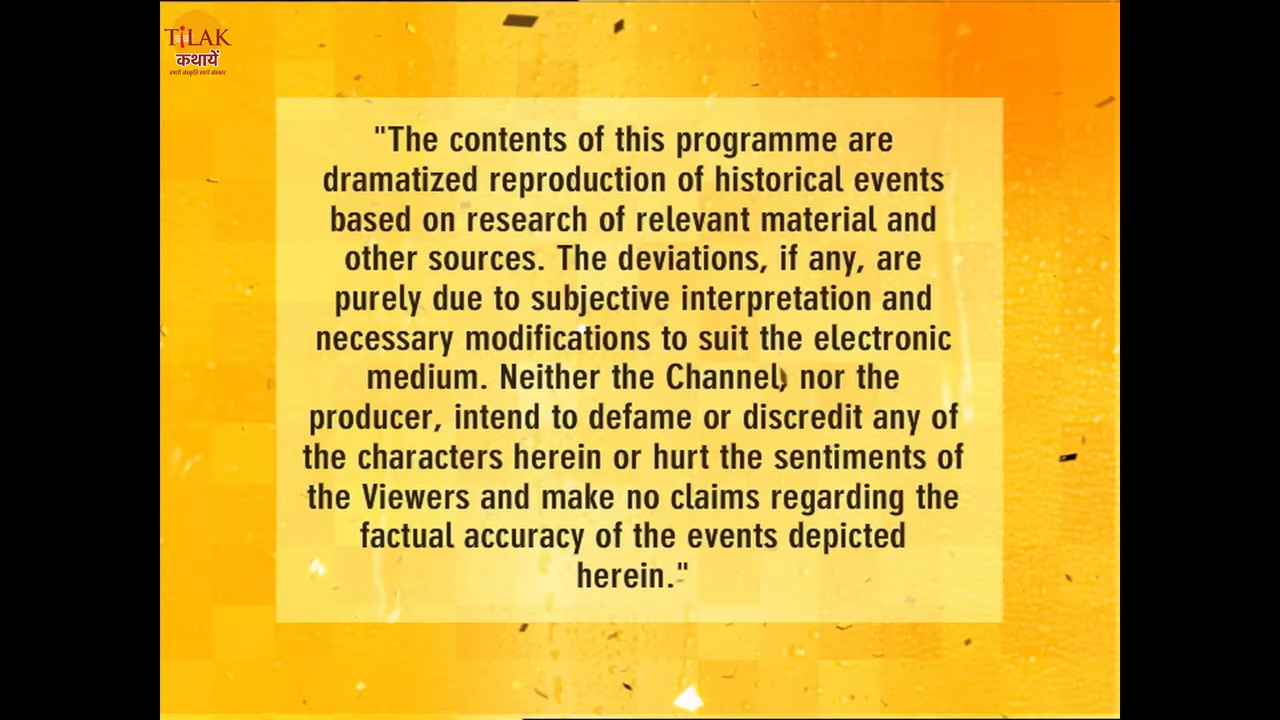 TiLAK
कथायें
हमारी संस्कृति हमारे संस्कार
"The contents of this programme are
dramatized reproduction of historical events
based on research of relevant material and
other sources. The deviations, if any, are
purely due to subjective interpretation and
necessary modifications to suit the electronic
medium. Neither the Channel, nor the
producer, intend to defame or discredit any of
the characters herein or hurt the sentiments of
the Viewers and make no claims regarding the
factual accuracy of the events depicted
herein."